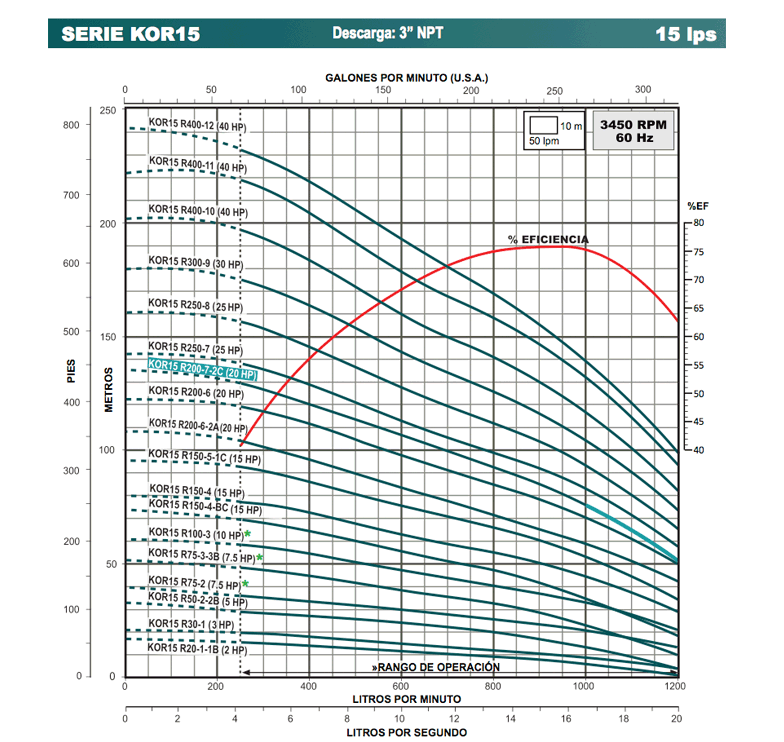 SERIE KOR15 Descarga: 3” NPT 15 lps
GALONES POR MINUTO (U.S.A.)
0 50 100 150 200 250 300
250
800
700
600
500
400
300
200
100
0
PIES
200
150
100
50
0
METROS
KOR15 R400-12 (40 HP)
KOR15 R400-11 (40 HP)
KOR15 R400-10 (40 HP)
KOR15 R300-9 (30 HP)
KOR15 R250-8 (25 HP)
KOR15 R250-7 (25 HP)
KOR15 R200-7-2C (20 HP)
KOR15 R200-6 (20 HP)
KOR15 R200-6-2A(20 HP)
KOR15 R150-5-1C (15 HP)
KOR15 R150-4 (15 HP)
KOR15 R150-4-BC (15 HP)
KOR15 R100-3 (10 HP)*
KOR15 R75-3-3B (7.5 HP)*
KOR15 R75-2 (7.5 HP)*
KOR15 R50-2-2B (5 HP)
KOR15 R30-1 (3 HP)
KOR15 R20-1-1B (2 HP)
10 m
50 lpm
3450 RPM
60 Hz
% EFICIENCIA
%EF
80
75
70
65
60
55
50
45
40
»RANGO DE OPERACIÓN
0 200 400 600 800 1000 1200
LITROS POR MINUTO
0 2 4 6 8 10 12 14 16 18 20
LITROS POR SEGUNDO